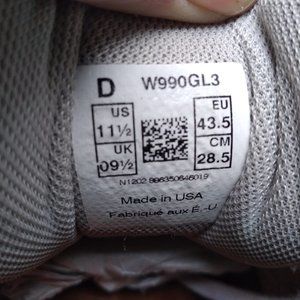 D W990GL3
US EU
11½ 43.5
UK CM
09½ 28.5
Made in USA
Fabriqué aux É.-U